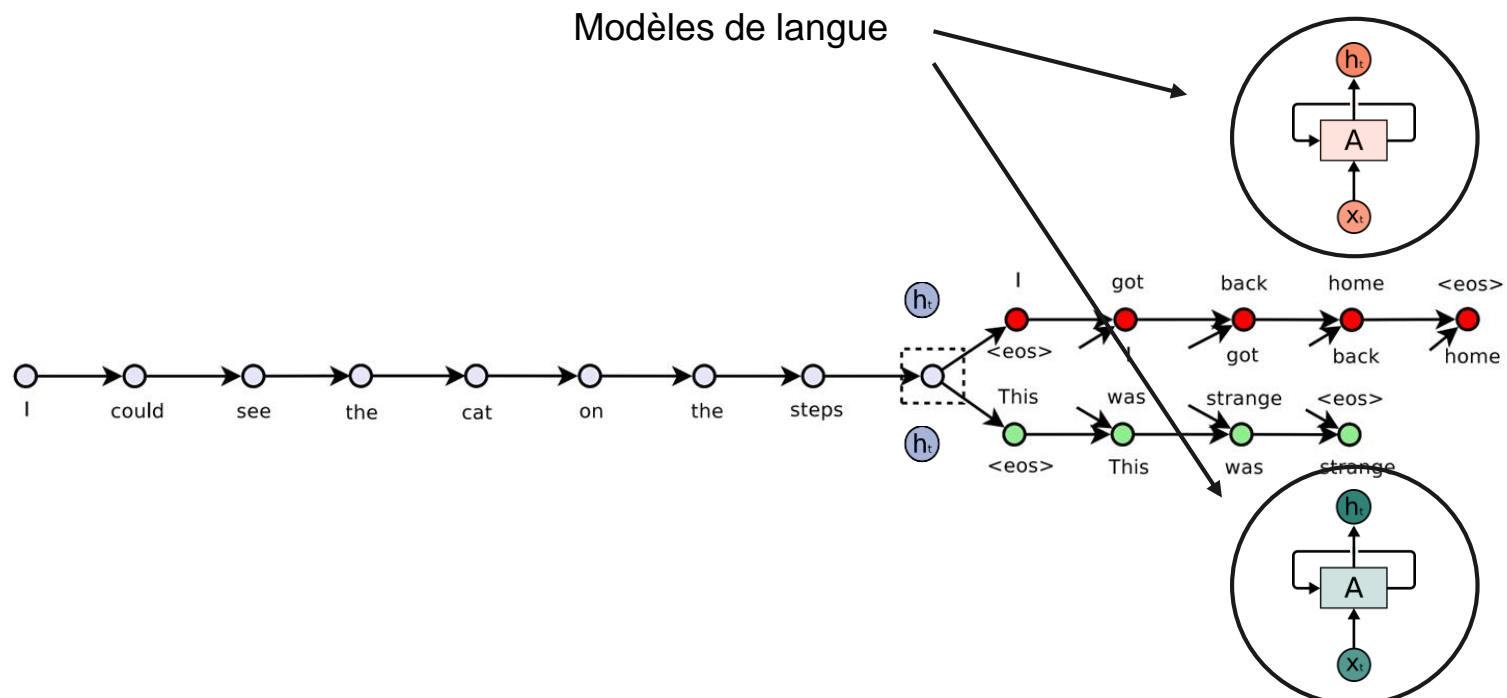 Modèles de langue
hₜ
A
xₜ
I got back home <eos>
hₜ
<eos> I got back home
I could see the cat on the steps
This was strange <eos>
hₜ
<eos> This was strange
hₜ
A
xₜ